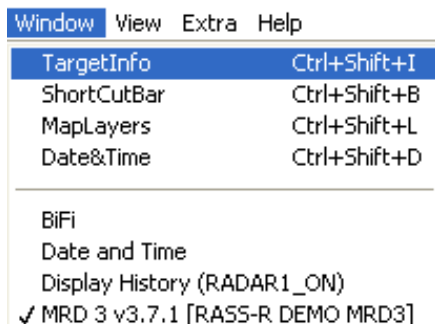 Window View Extra Help
TargetInfo Ctrl+Shift+I
ShortCutBar Ctrl+Shift+B
MapLayers Ctrl+Shift+L
Date&Time Ctrl+Shift+D
BiFi
Date and Time
Display History (RADAR1_ON)
✓ MRD 3 v3.7.1 [RASS-R DEMO MRD3]